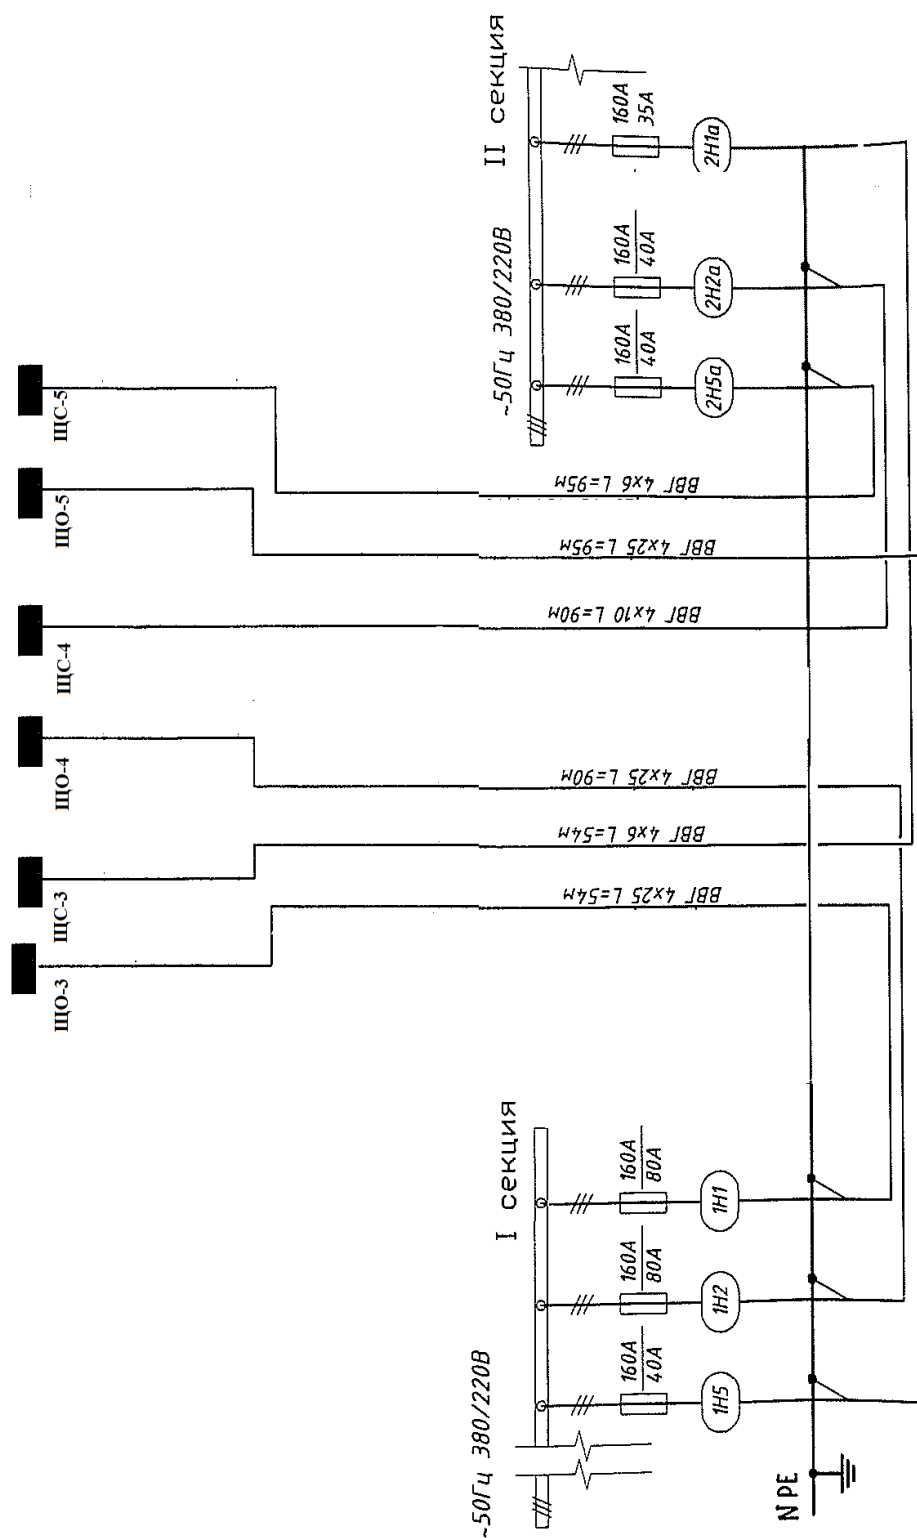 ЩО-3
ЩС-3
ЩО-4
ЩС-4
ЩО-5
ЩС-5
ВВГ 4х25 L=54м
ВВГ 4х6 L=54м
ВВГ 4х25 L=90м
ВВГ 4х10 L=90м
ВВГ 4х25 L=95м
ВВГ 4х6 L=95м
~50Гц 380/220В
I секция
160А
40А
160А
80А
160А
80А
1Н5
1Н2
1Н1
~50Гц 380/220В
II секция
160А
40А
160А
40А
160А
35А
2Н5а
2Н2а
2Н1а
N PE